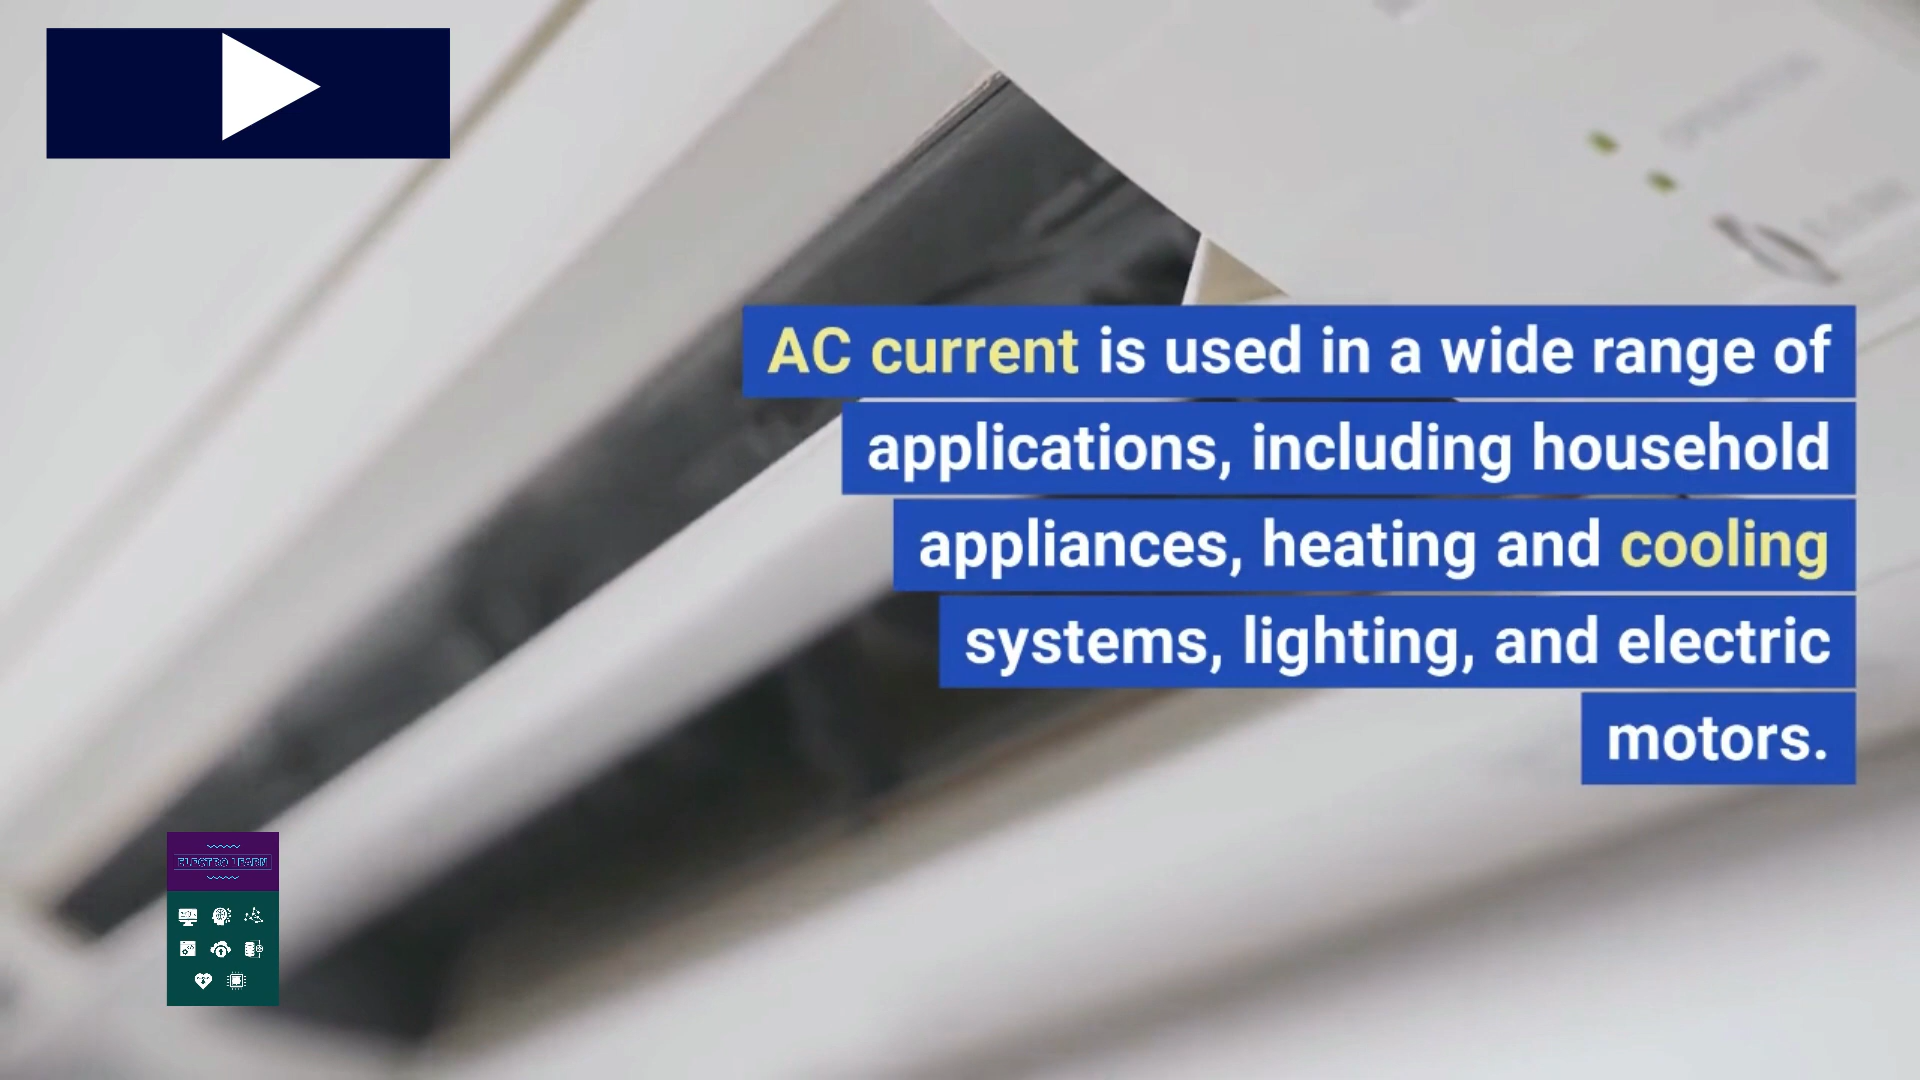 AC current is used in a wide range of
applications, including household
appliances, heating and cooling
systems, lighting, and electric
motors.
ELECTRO LEARN